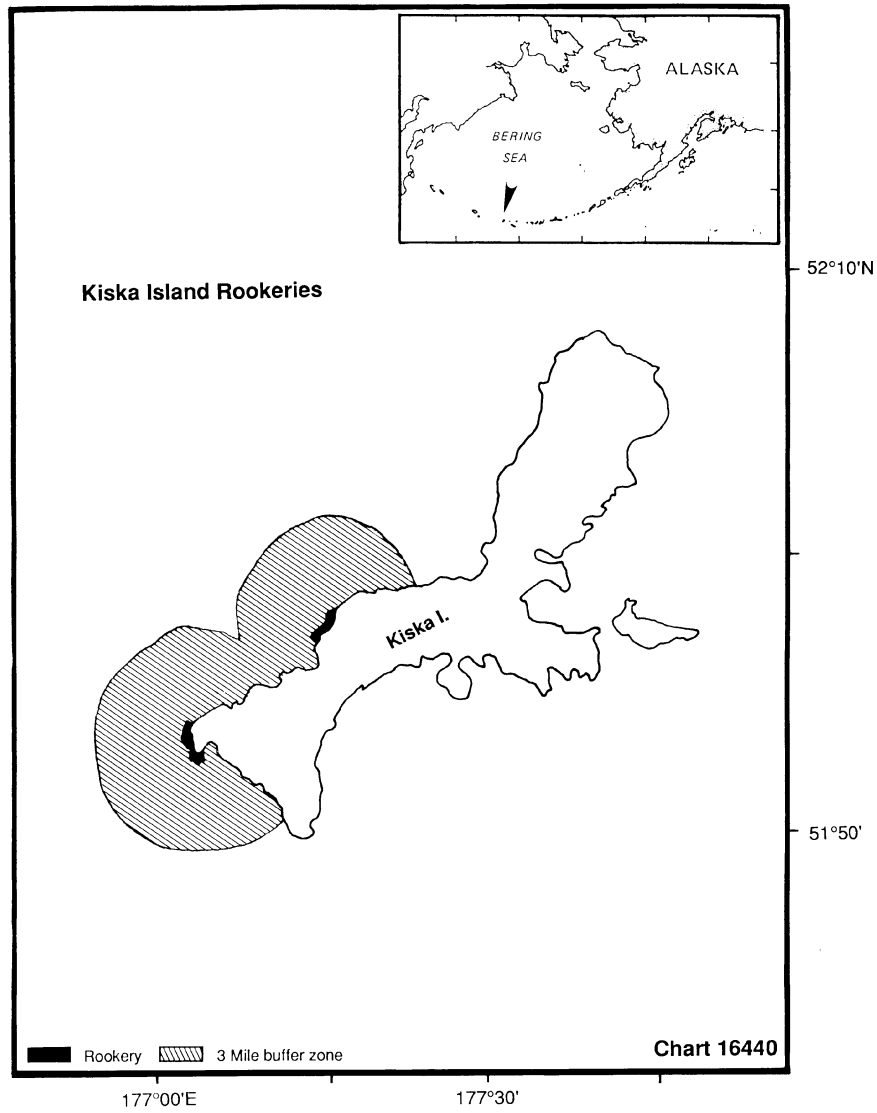 ALASKA
BERING
SEA
52°10'N
Kiska Island Rookeries
Kiska I.
51°50'
Rookery
3 Mile buffer zone
Chart 16440
177°00'E
177°30'